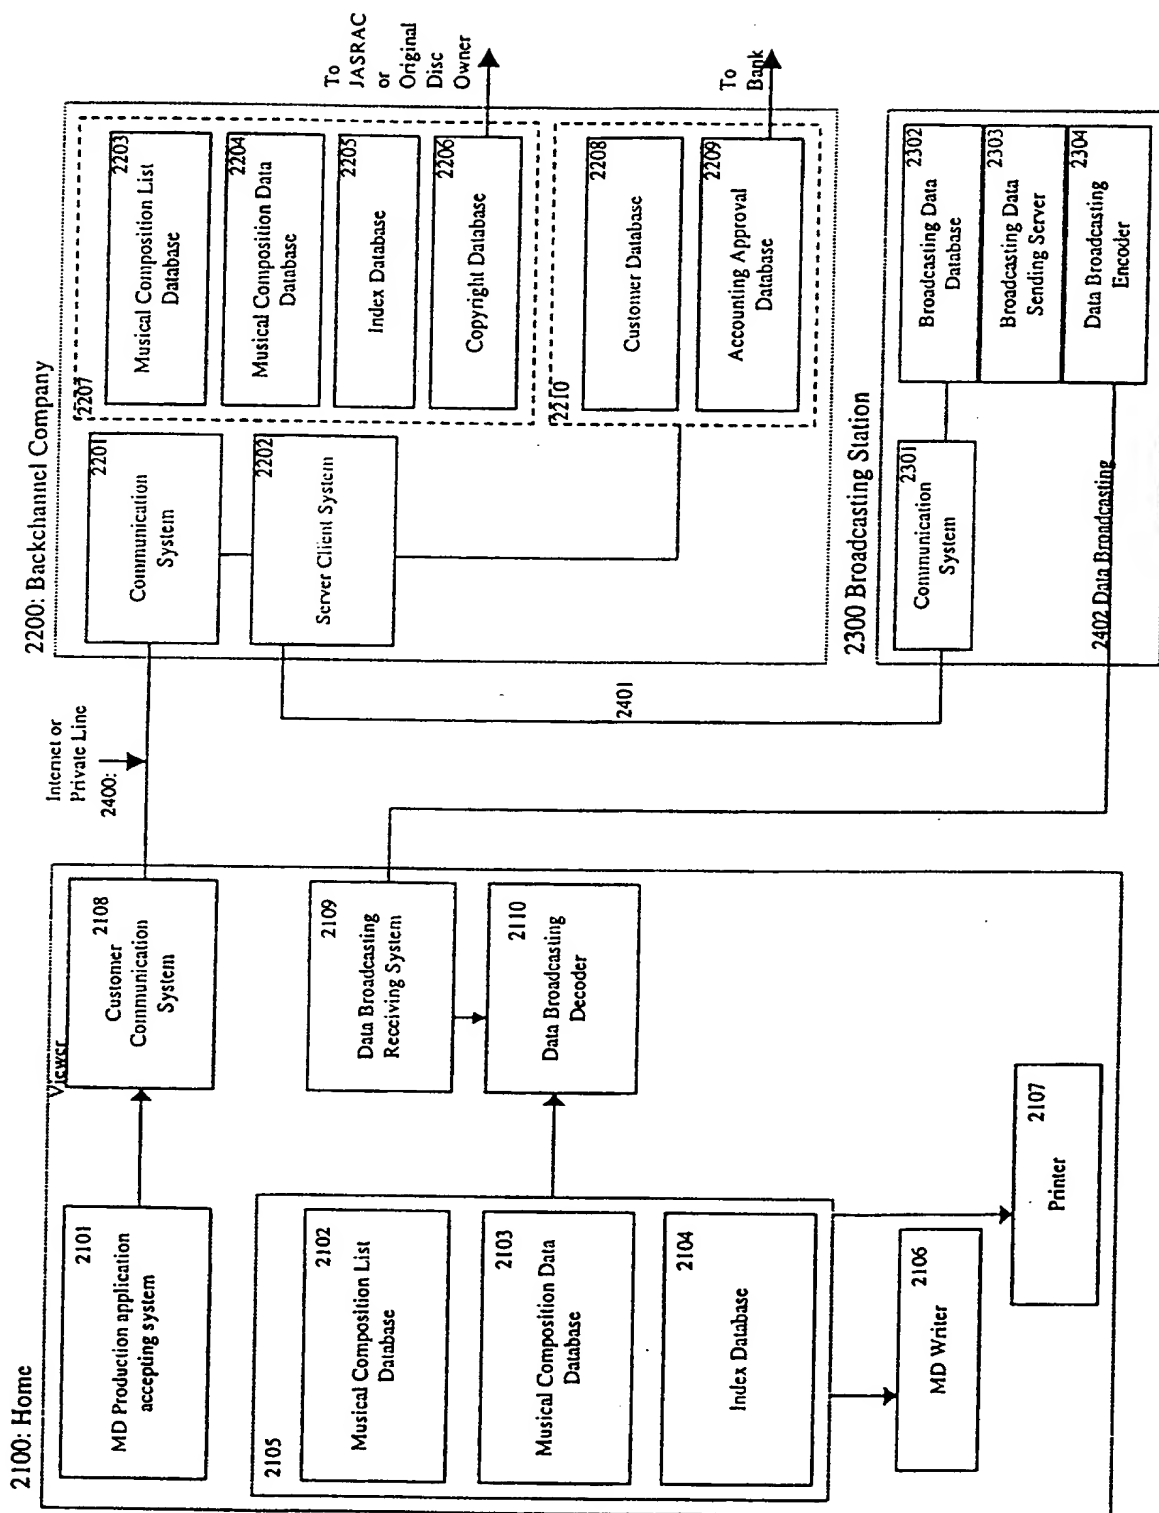 2100: Home
2101
MD Production application
accepting system
2105
2102
Musical Composition List
Database
2103
Musical Composition Data
Database
2104
Index Database
2106
MD Writer
2107
Printer
Viewer
2108
Customer
Communication
System
2109
Data Broadcasting
Receiving System
2110
Data Broadcasting
Decoder
Internet or
Private Line
2400:
2401
2402 Data Broadcasting
2200: Backchannel Company
2201
Communication
System
2202
Server Client System
2207
2203
Musical Composition List
Database
2204
Musical Composition Data
Database
2205
Index Database
2206
Copyright Database
2210
2208
Customer Database
2209
Accounting Approval
Database
To
JASRAC
or
Original
Disc
Owner
To
Bank
2300 Broadcasting Station
2301
Communication
System
2302
Broadcasting Data
Database
2303
Broadcasting Data
Sending Server
2304
Data Broadcasting
Encoder